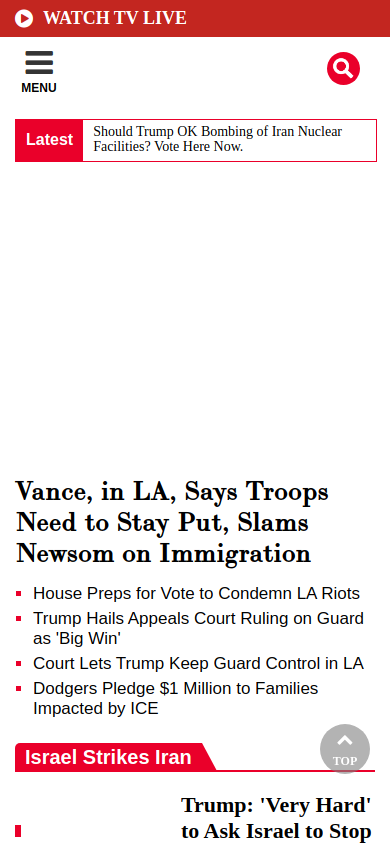 WATCH TV LIVE
MENU
Latest
Should Trump OK Bombing of Iran Nuclear
Facilities? Vote Here Now.
Vance, in LA, Says Troops
Need to Stay Put, Slams
Newsom on Immigration
House Preps for Vote to Condemn LA Riots
Trump Hails Appeals Court Ruling on Guard
as 'Big Win'
Court Lets Trump Keep Guard Control in LA
Dodgers Pledge $1 Million to Families
Impacted by ICE
TOP
Israel Strikes Iran
Trump: 'Very Hard'
to Ask Israel to Stop